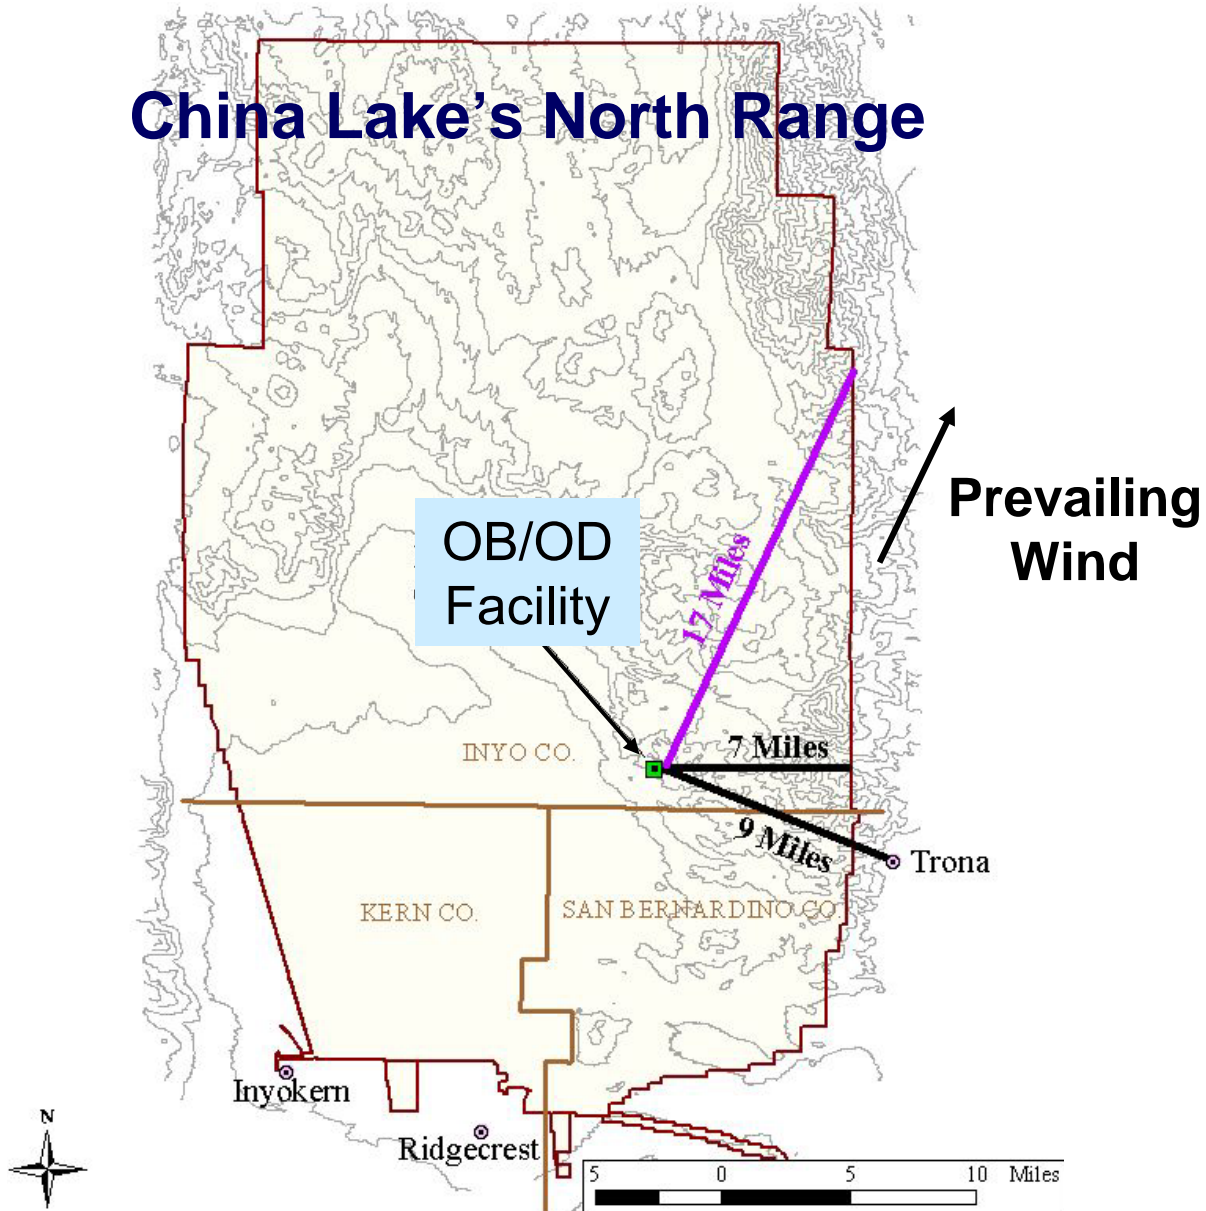 China Lake's North Range
Prevailing
Wind
OB/OD
Facility
17 Miles
7 Miles
INYO CO.
9 Miles
Trona
KERN CO.
SAN BERNARDINO CO.
Inyokern
Ridgecrest
N
5 0 5 10 Miles